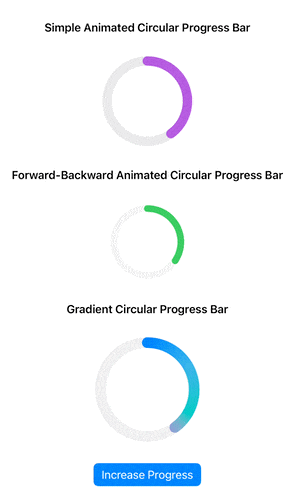 Simple Animated Circular Progress Bar
Forward-Backward Animated Circular Progress Bar
Gradient Circular Progress Bar
Increase Progress